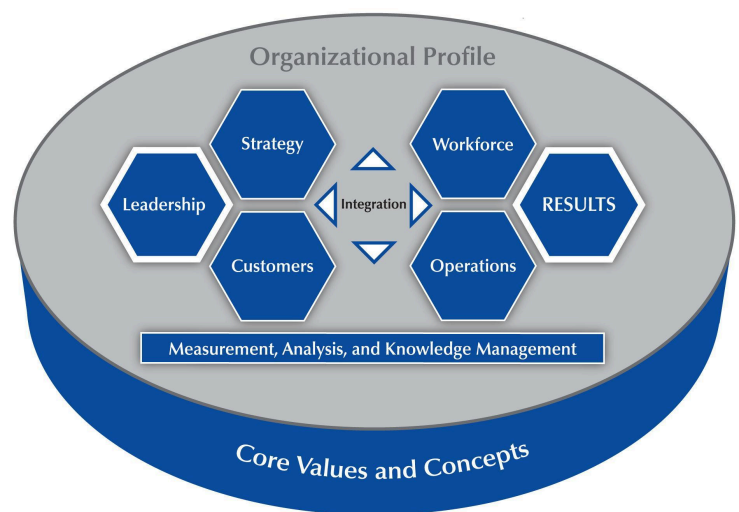 Organizational Profile
Strategy
Workforce
Leadership
Integration
RESULTS
Customers
Operations
Measurement, Analysis, and Knowledge Management
Core Values and Concepts